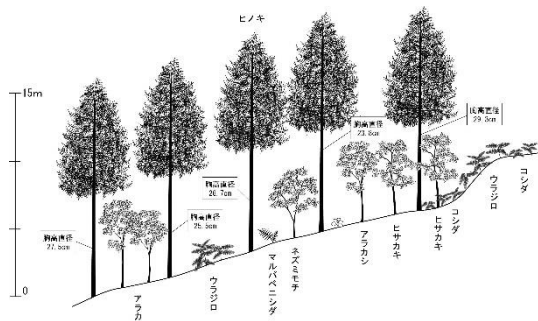 ヒノキ
15m
0
胸高直径
27.5cm
胸高直径
25.5cm
胸高直径
26.7cm
胸高直径
23.8cm
胸高直径
29.3cm
アラカ
ウラジロ
マルバベニシダ
ネズミモチ
アラカシ
ヒサカキ
ヒサカキ
コシダ
ウラジロ
コシダ